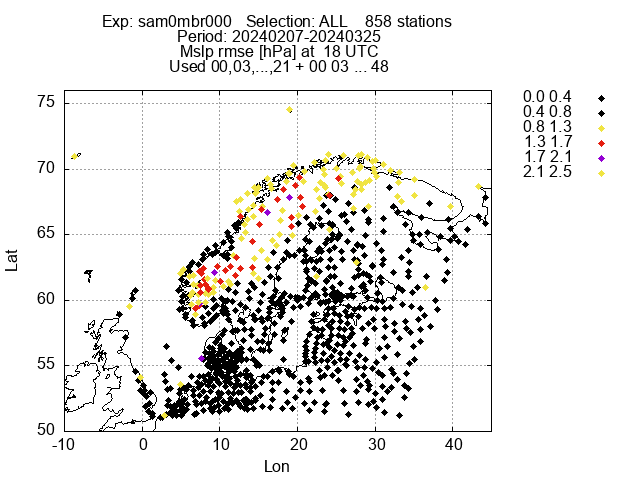 Exp: sam0mbr000 Selection: ALL 858 stations
Period: 20240207-20240325
Mslp rmse [hPa] at 18 UTC
Used 00,03,...,21 + 00 03 ... 48
0.0 0.4
0.4 0.8
0.8 1.3
1.3 1.7
1.7 2.1
2.1 2.5
75
70
65
60
55
50
Lat
-10 0 10 20 30 40
Lon